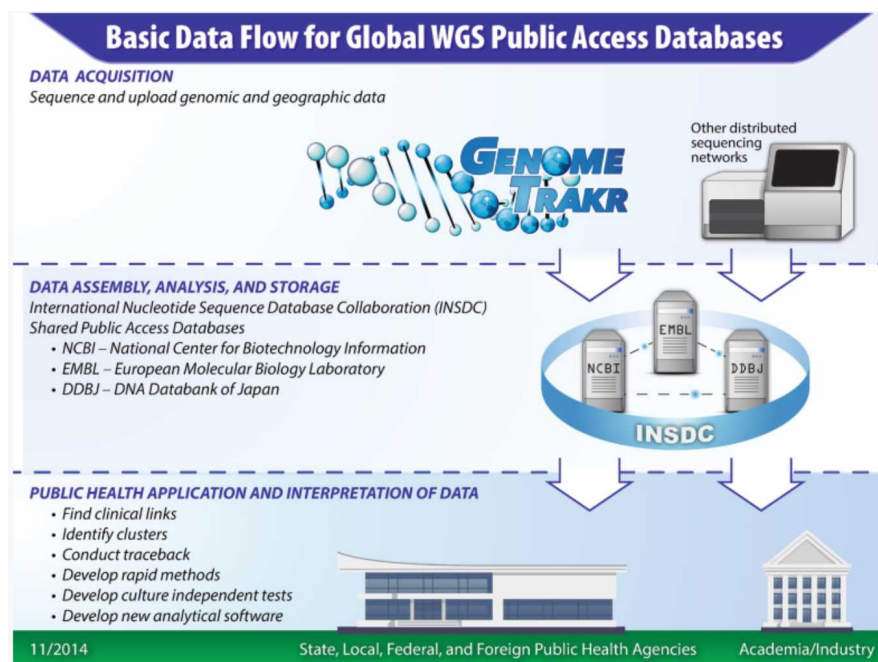 Basic Data Flow for Global WGS Public Access Databases
DATA ACQUISITION
Sequence and upload genomic and geographic data
GENOME
TRAKR
Other distributed
sequencing
networks
DATA ASSEMBLY, ANALYSIS, AND STORAGE
International Nucleotide Sequence Database Collaboration (INSDC)
Shared Public Access Databases
• NCBI – National Center for Biotechnology Information
• EMBL – European Molecular Biology Laboratory
• DDBJ – DNA Databank of Japan
EMBL
NCBI
DDBJ
INSDC
PUBLIC HEALTH APPLICATION AND INTERPRETATION OF DATA
• Find clinical links
• Identify clusters
• Conduct traceback
• Develop rapid methods
• Develop culture independent tests
• Develop new analytical software
11/2014
State, Local, Federal, and Foreign Public Health Agencies
Academia/Industry